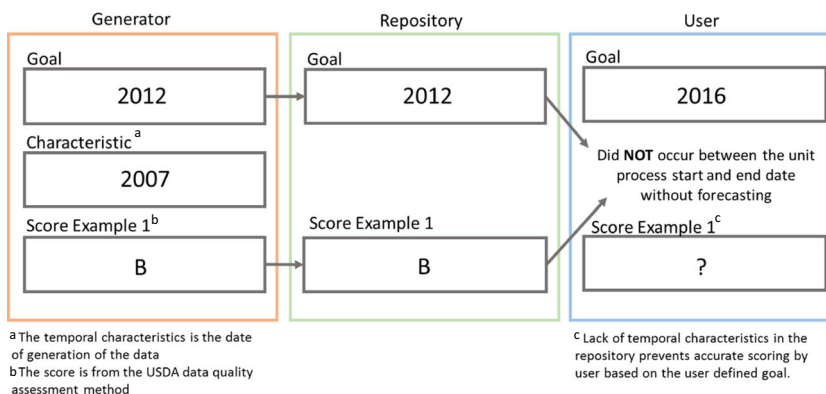 Generator
Repository
User
Goal
2012
Goal
2012
Goal
2016
Characteristic a
2007
Did NOT occur between the unit
process start and end date
without forecasting
Score Example 1 b
B
Score Example 1
B
Score Example 1 c
?
a The temporal characteristics is the date
of generation of the data
b The score is from the USDA data quality
assessment method
c Lack of temporal characteristics in the
repository prevents accurate scoring by
user based on the user defined goal.